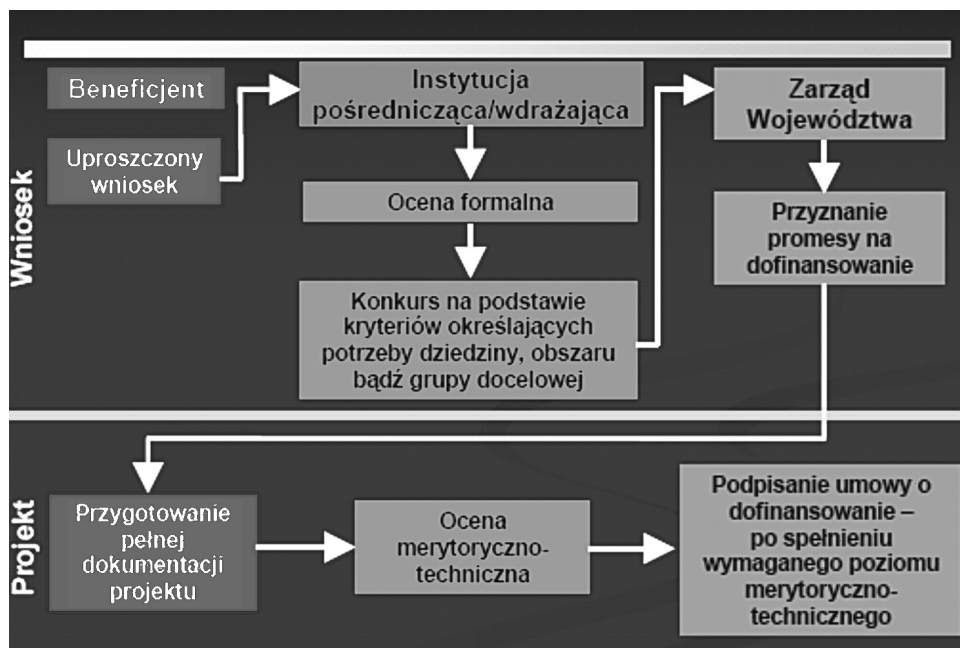 Wniosek
Beneficjent
Uproszczony
wniosek
Instytucja
pośrednicząca/wdrażająca
Ocena formalna
Konkurs na podstawie
kryteriów określających
potrzeby dziedziny, obszaru
bądź grupy docelowej
Zarząd
Województwa
Przyznanie
promesy na
dofinansowanie
Projekt
Przygotowanie
pełnej
dokumentacji
projektu
Ocena
merytoryczno-
techniczna
Podpisanie umowy o
dofinansowanie –
po spełnieniu
wymaganego poziomu
merytoryczno-
technicznego